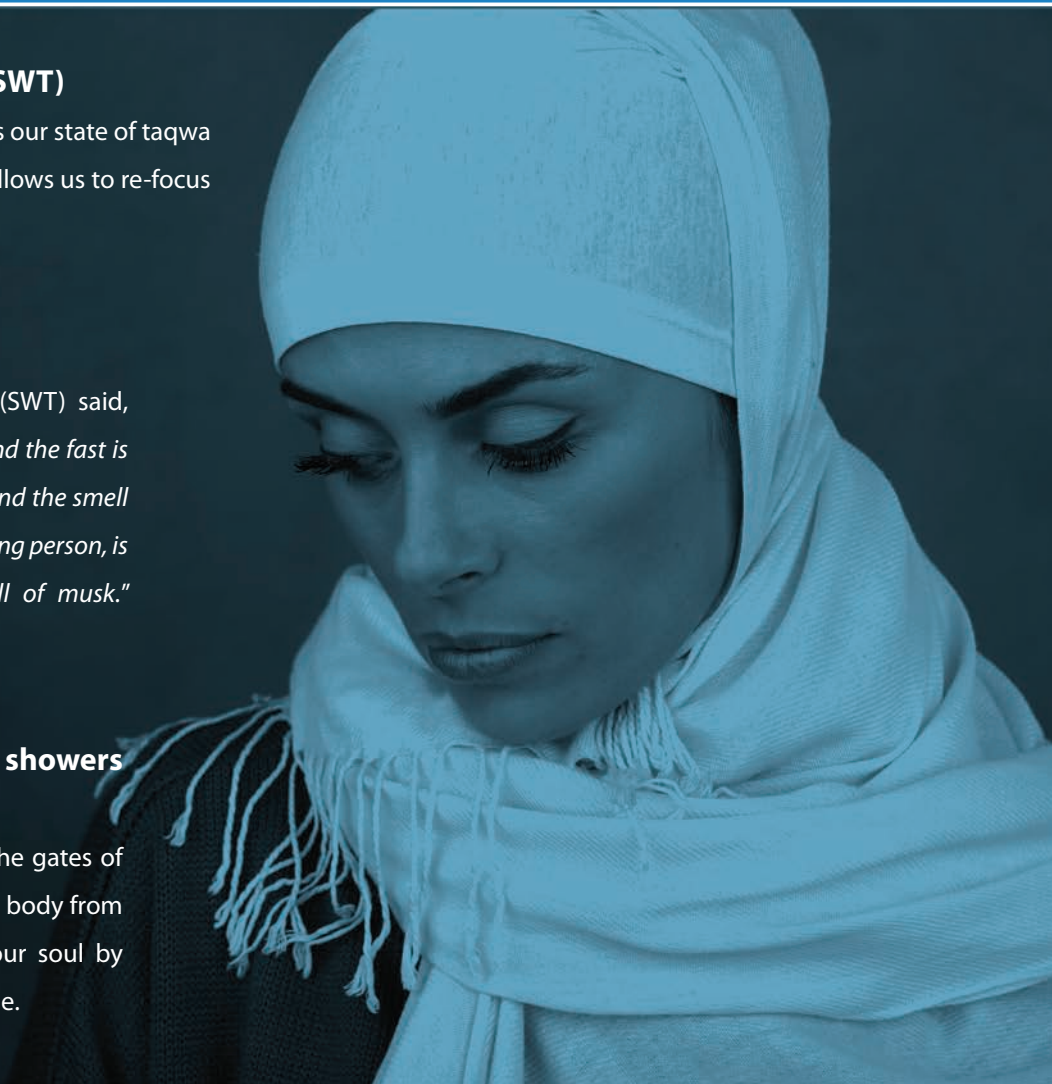 SWT)
s our state of taqwa
llows us to re-focus
(SWT) said,
nd the fast is
nd the smell
ng person, is
ll of musk."
showers
he gates of
body from
our soul by
e.